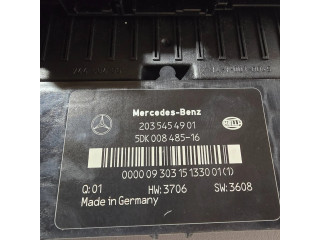 Mercedes-Benz
203 545 49 01
HELLA
5DK 008 485-16
0000 09 303 15 1330 01 (1)
Q: 01 HW: 3706 SW: 3608
Made in Germany